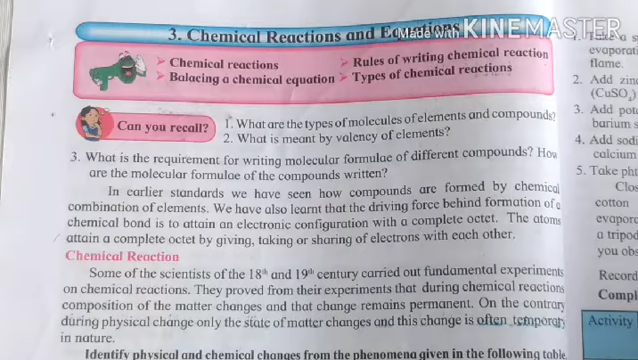 3. Chemical Reactions and Equations
Made with KINEMASTER
➢ Chemical reactions
➢ Rules of writing chemical reaction
➢ Balacing a chemical equation
➢ Types of chemical reactions
Can you recall?
1. What are the types of molecules of elements and compounds?
2. What is meant by valency of elements?
3. What is the requirement for writing molecular formulae of different compounds? How
are the molecular formulae of the compounds written?
In earlier standards we have seen how compounds are formed by chemical
combination of elements. We have also learnt that the driving force behind formation of a
chemical bond is to attain an electronic configuration with a complete octet. The atoms
attain a complete octet by giving, taking or sharing of electrons with each other.
Chemical Reaction
Some of the scientists of the 18th and 19th century carried out fundamental experiments
on chemical reactions. They proved from their experiments that during chemical reactions
composition of the matter changes and that change remains permanent. On the contrary
during physical change only the state of matter changes and this change is often temporary
in nature.
Identify physical and chemical changes from the phenomena given in the following table
flame.
2. Add
(CuSO4)
3. Add
barium
4. Add
calcium
5. Take
cotton
a tripod
you
Record
Activity